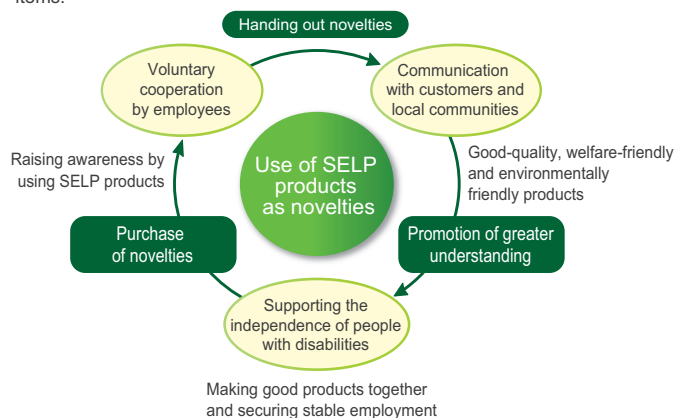 items.
Handing out novelties
Voluntary
cooperation
by employees
Communication
with customers and
local communities
Raising awareness by
using SELP products
Use of SELP
products
as novelties
Good-quality, welfare-friendly
and environmentally
friendly products
Purchase
of novelties
Promotion of greater
understanding
Supporting the
independence of people
with disabilities
Making good products together
and securing stable employment